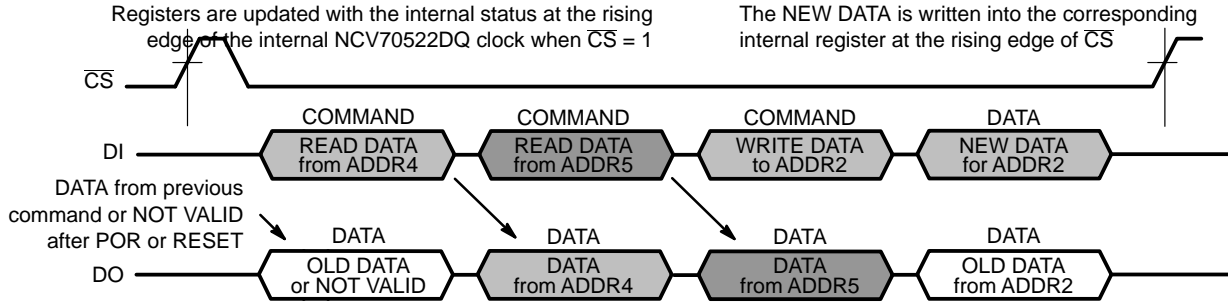 Registers are updated with the internal status at the rising
edge of the internal NCV70522DQ clock when CS = 1
The NEW DATA is written into the corresponding
internal register at the rising edge of CS
CS
COMMAND
COMMAND
COMMAND
DATA
DI
READ DATA
from ADDR4
READ DATA
from ADDR5
WRITE DATA
to ADDR2
NEW DATA
for ADDR2
DATA from previous
command or NOT VALID
after POR or RESET
DATA
DATA
DATA
DATA
DO
OLD DATA
or NOT VALID
DATA
from ADDR4
DATA
from ADDR5
OLD DATA
from ADDR2